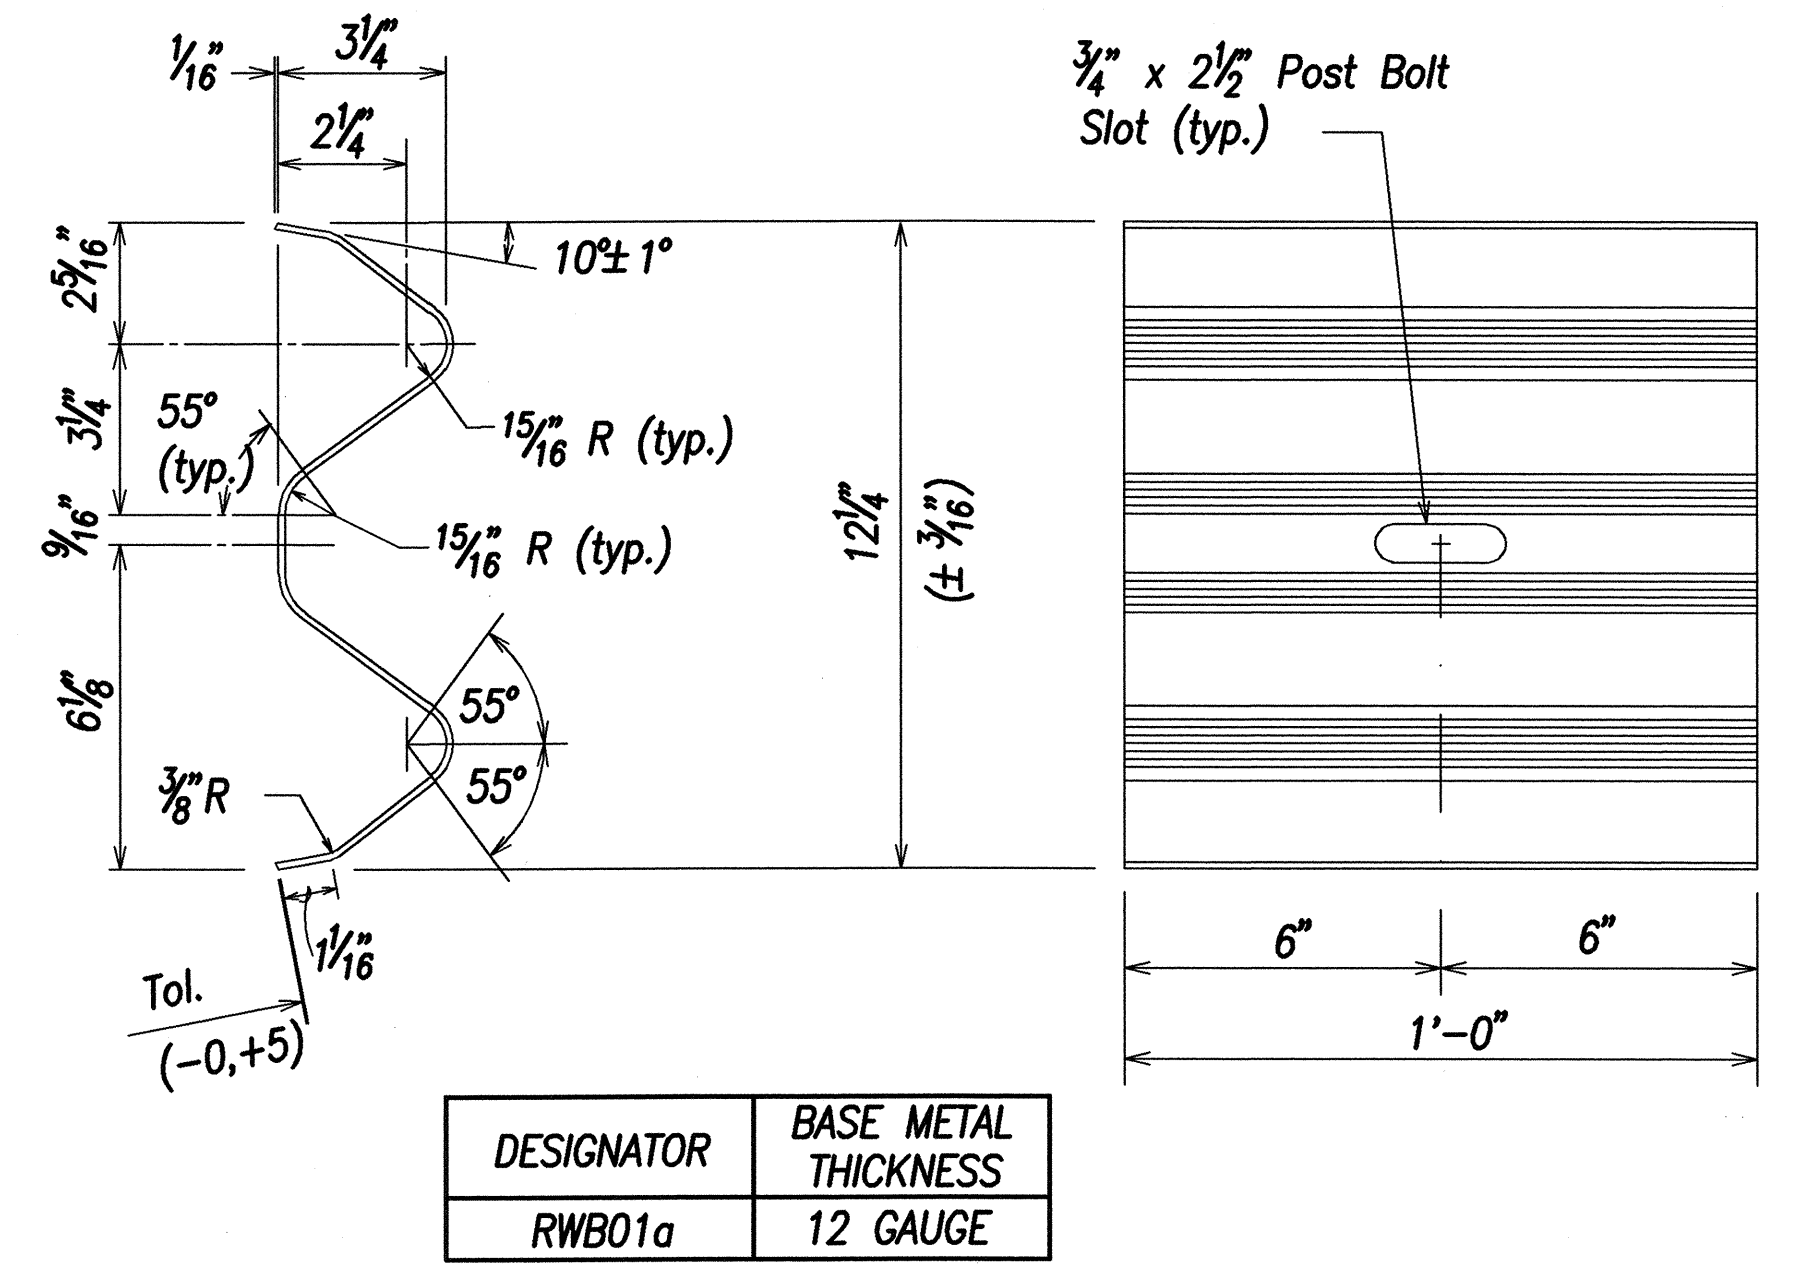 1/16"
3 1/4"
2 1/4"
3/4" x 2 1/2" Post Bolt
Slot (typ.)
2 5/16"
10°± 1°
3 1/4"
55°
(typ.)
15/16" R (typ.)
9/16"
15/16" R (typ.)
12 1/4"
(± 3/16")
6 1/8"
55°
55°
3/8" R
1 1/16"
Tol.
(-0,+5)
6"
6"
1'-0"
DESIGNATOR
BASE METAL
THICKNESS
RWB01a
12 GAUGE